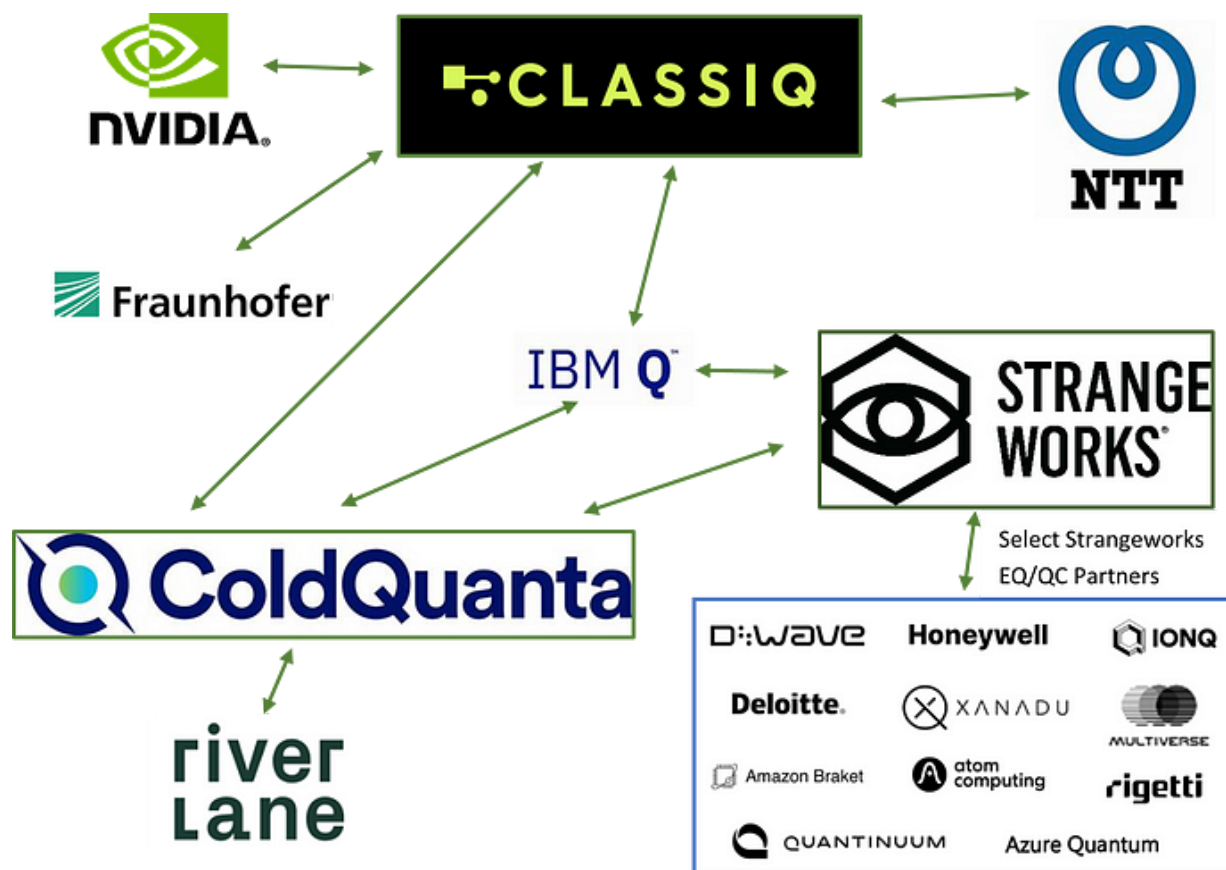 NVIDIA.
CLASSIQ
NTT
Fraunhofer
IBM Q™
STRANGE
WORKS®
ColdQuanta
Select Strangeworks
EQ/QC Partners
river
Lane
D:wave
Honeywell
IONQ
Deloitte.
XANADU
MULTIVERSE
Amazon Braket
atom
computing
rigetti
QUANTINUUM
Azure Quantum